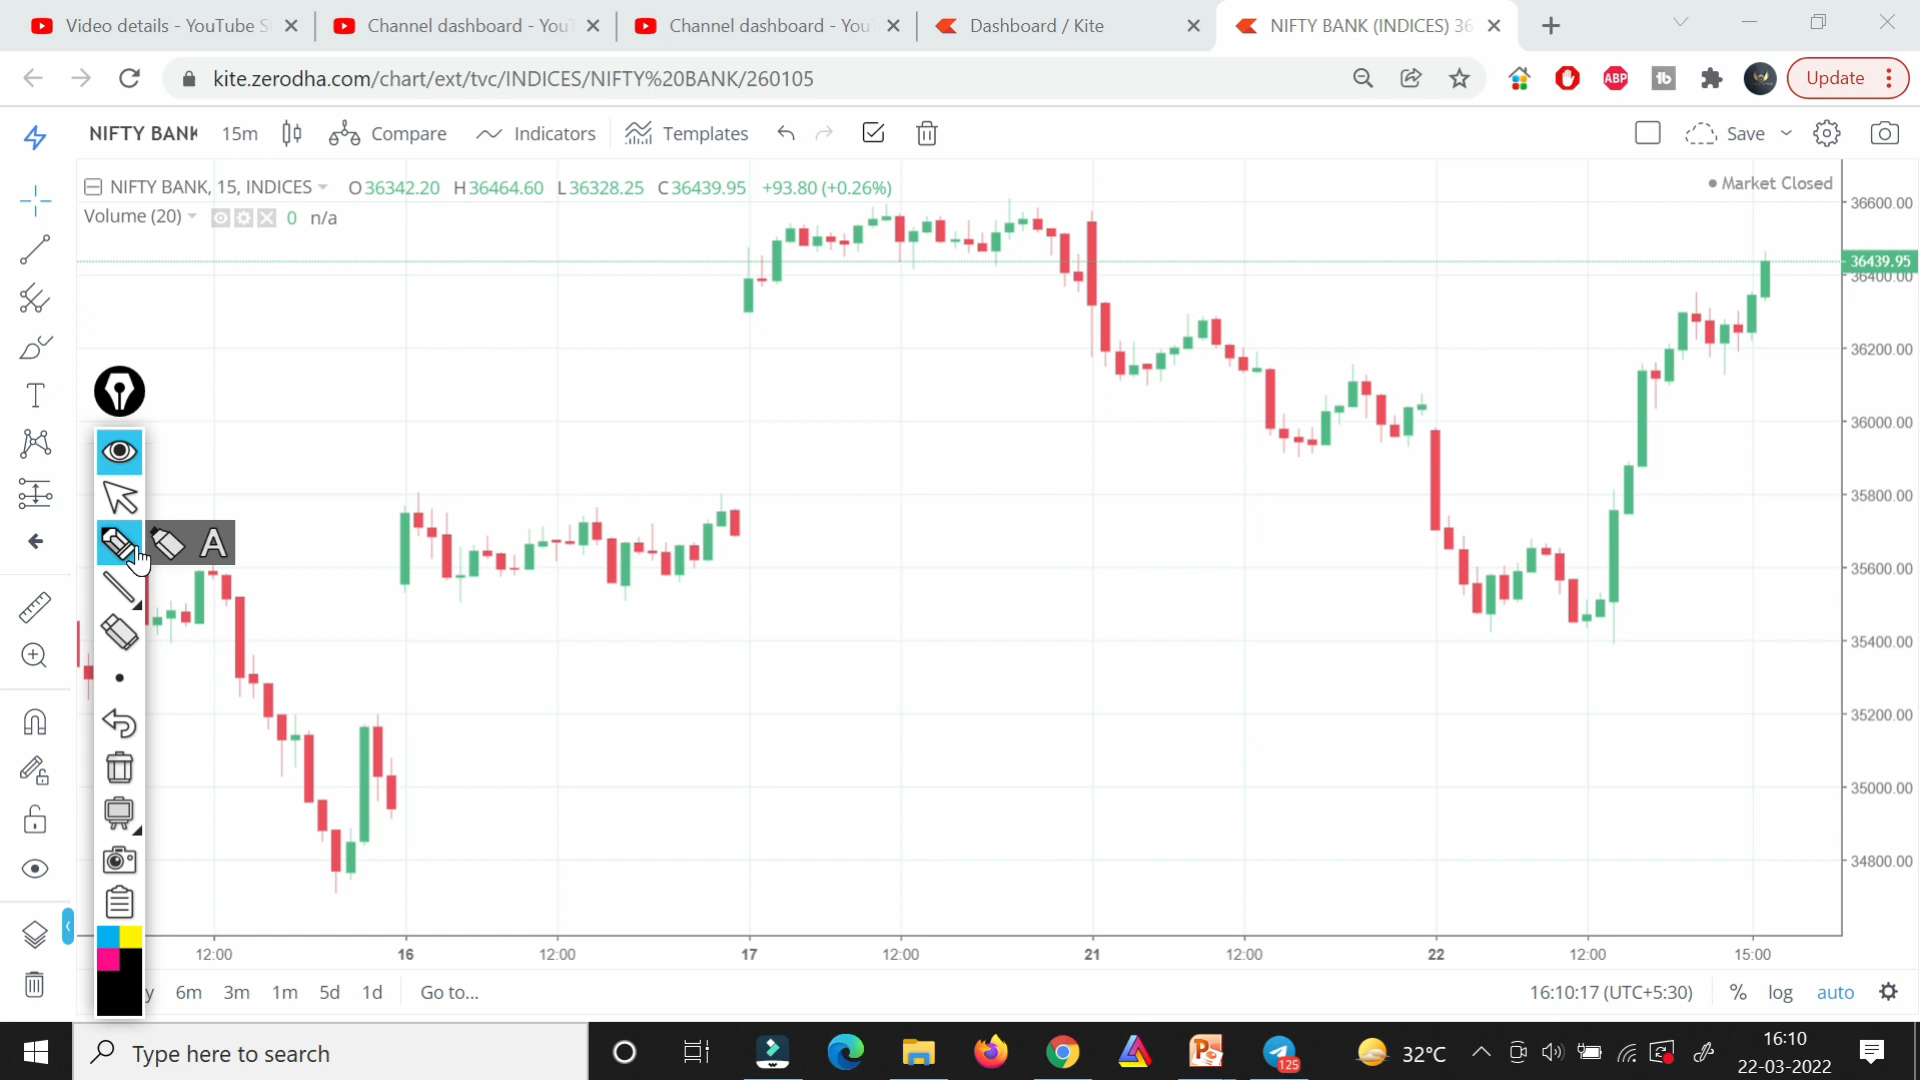 Video details - YouTube S
Channel dashboard - You
Channel dashboard - You
Dashboard / Kite
NIFTY BANK (INDICES) 36
kite.zerodha.com/chart/ext/tvc/INDICES/NIFTY%20BANK/260105
ABP
Update
NIFTY BANK 15m Compare Indicators Templates Save
NIFTY BANK, 15, INDICES O36342.20 H36464.60 L36328.25 C36439.95 +93.80 (+0.26%)
Market Closed
Volume (20) 0 n/a
36600.00
36439.95
36400.00
36200.00
36000.00
35800.00
35600.00
35400.00
35200.00
35000.00
34800.00
T
A
12:00 16 12:00 17 12:00 21 12:00 22 12:00 15:00
y 6m 3m 1m 5d 1d Go to...
16:10:17 (UTC+5:30) % log auto
Type here to search
125
32°C
16:10
22-03-2022